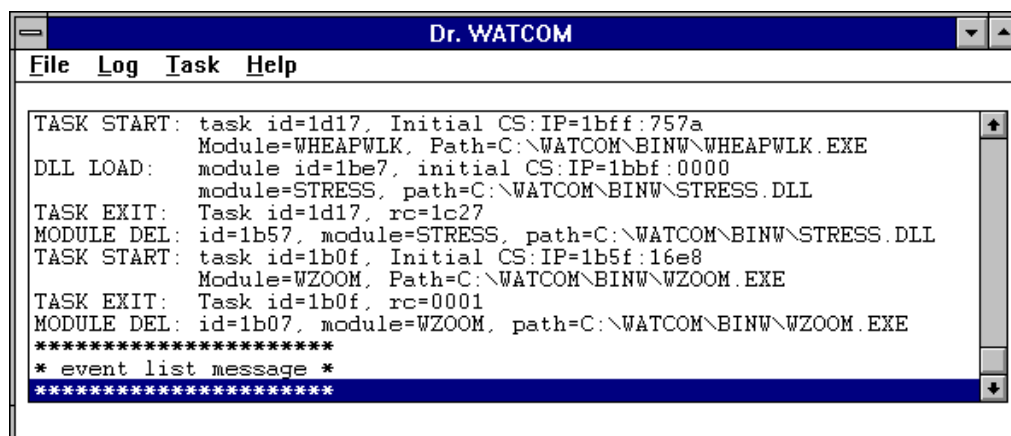 Dr. WATCOM
File Log Task Help
TASK START: task id=1d17, Initial CS:IP=1bff:757a
Module=WHEAPWLK, Path=C:\WATCOM\BINW\WHEAPWLK.EXE
DLL LOAD: module id=1be7, initial CS:IP=1bbf:0000
module=STRESS, path=C:\WATCOM\BINW\STRESS.DLL
TASK EXIT: Task id=1d17, rc=1c27
MODULE DEL: id=1b57, module=STRESS, path=C:\WATCOM\BINW\STRESS.DLL
TASK START: task id=1b0f, Initial CS:IP=1b5f:16e8
Module=WZOOM, Path=C:\WATCOM\BINW\WZOOM.EXE
TASK EXIT: Task id=1b0f, rc=0001
MODULE DEL: id=1b07, module=WZOOM, path=C:\WATCOM\BINW\WZOOM.EXE
**********************
* event list message *
**********************